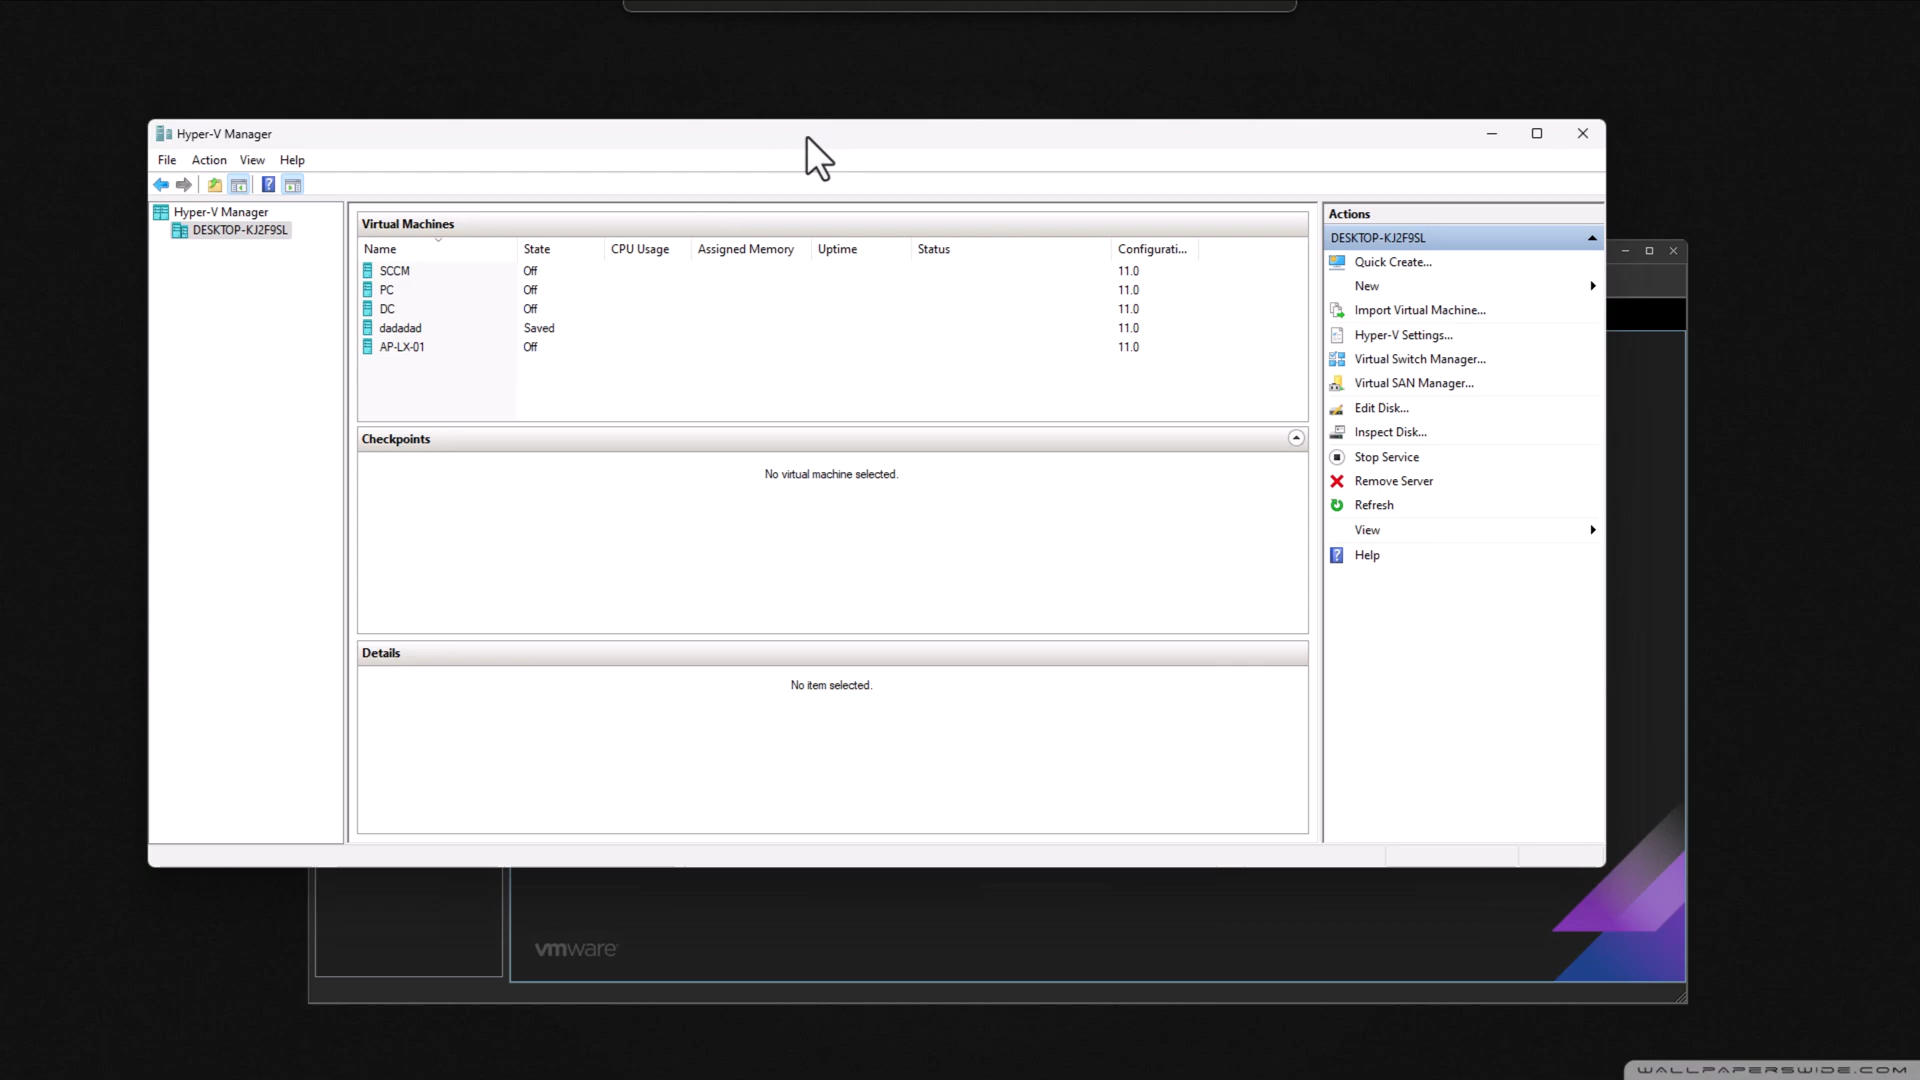 Hyper-V Manager
File Action View Help
Hyper-V Manager
DESKTOP-KJ2F9SL
Virtual Machines
Name State CPU Usage Assigned Memory Uptime Status Configurati...
SCCM Off 11.0
PC Off 11.0
DC Off 11.0
dadadad Saved 11.0
AP-LX-01 Off 11.0
Checkpoints
No virtual machine selected.
Details
No item selected.
Actions
DESKTOP-KJ2F9SL
Quick Create...
New
Import Virtual Machine...
Hyper-V Settings...
Virtual Switch Manager...
Virtual SAN Manager...
Edit Disk...
Inspect Disk...
Stop Service
Remove Server
Refresh
View
Help
vmware
WALLPAPERSWIDE.COM